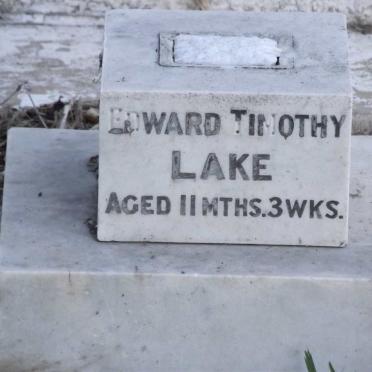 EDWARD TIMOTHY
LAKE
AGED 11 MTHS. 3 WKS.